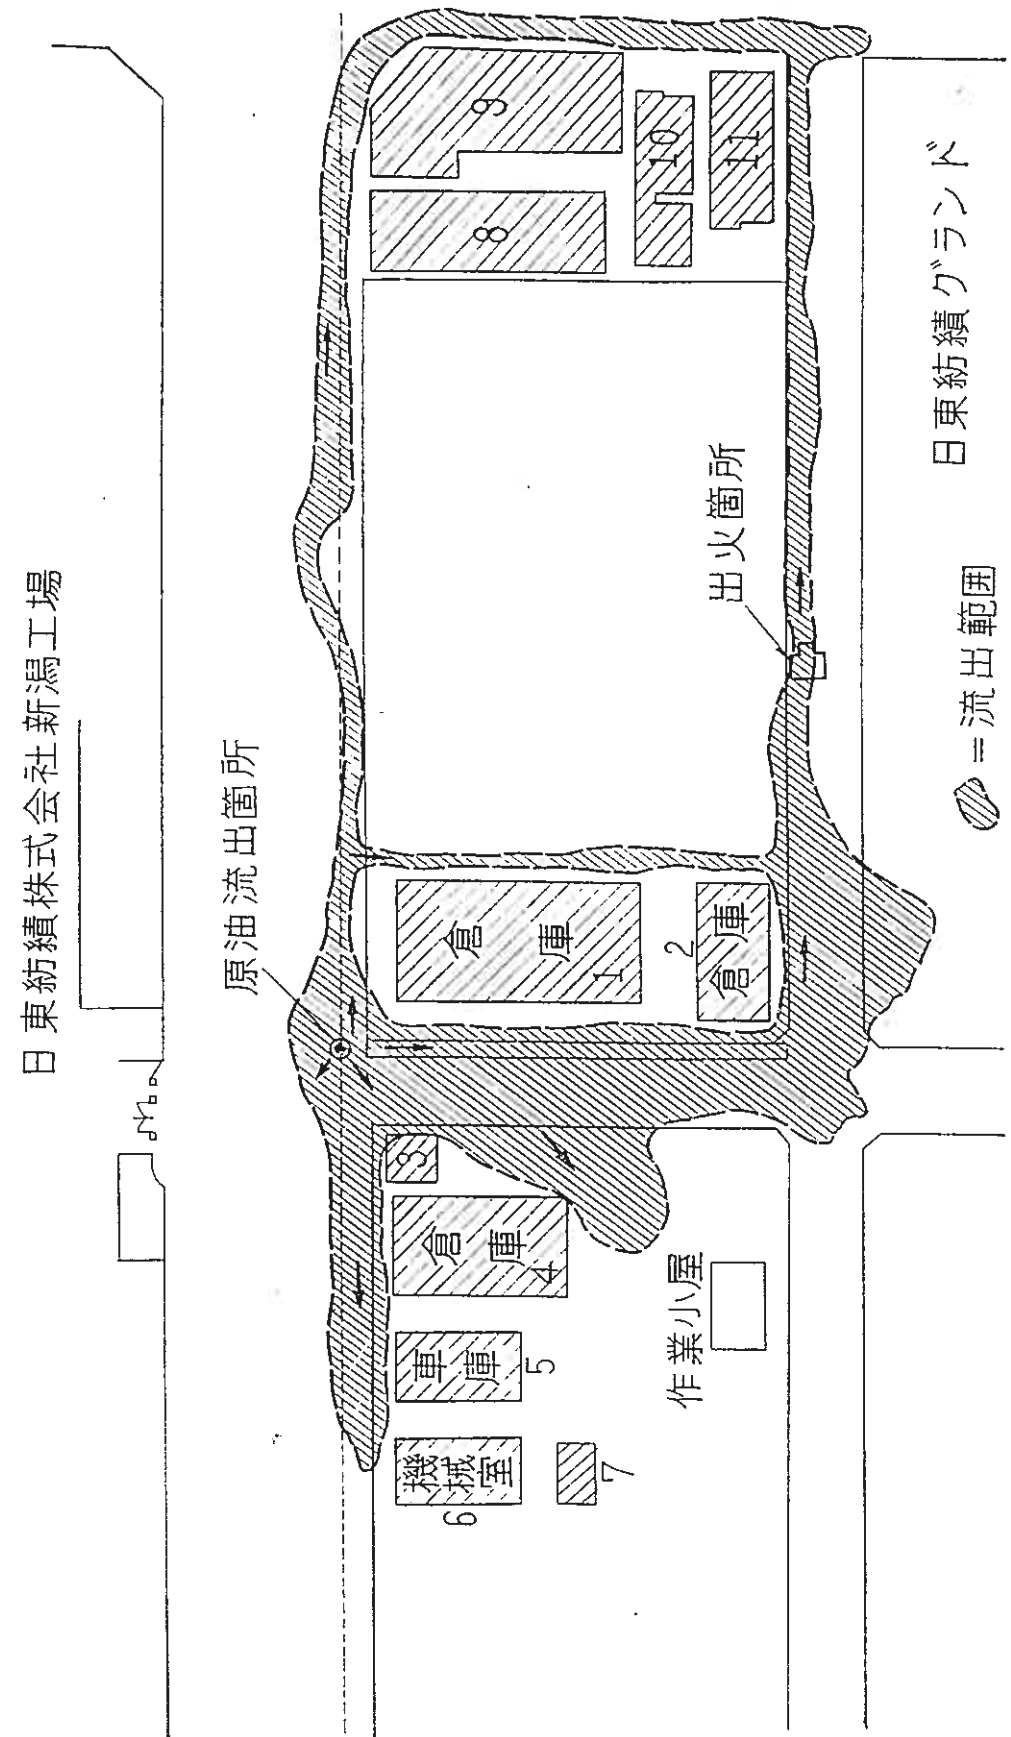 日東紡績株式会社新潟工場
原油流出箇所
機械室
6
7
車庫
5
倉庫
4
3
倉庫
1
2
倉庫
8
9
10
11
作業小屋
出火箇所
日東紡績グランド
=流出範囲